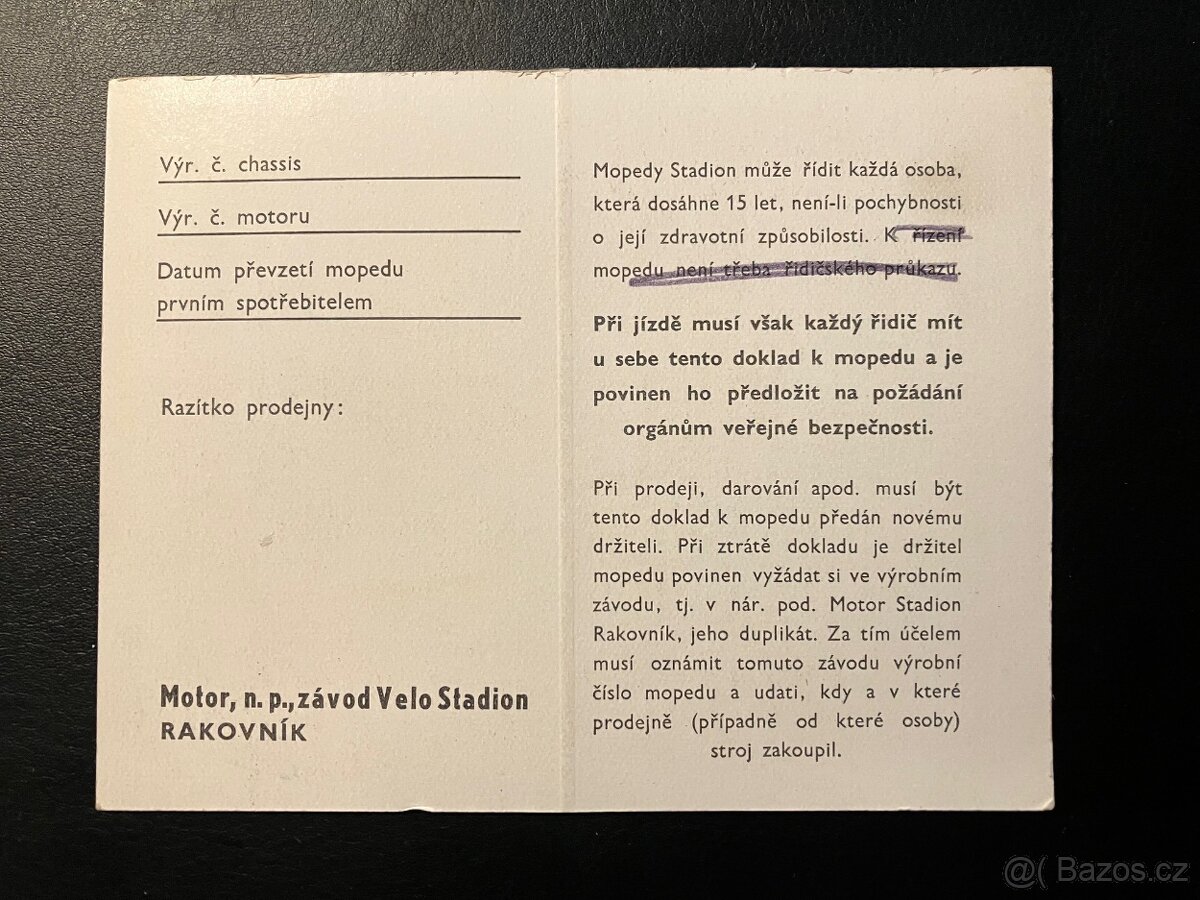 Výr. č. chassis
Výr. č. motoru
Datum převzetí mopedu
prvním spotřebitelem
Razítko prodejny:
Motor, n. p., závod Velo Stadion
RAKOVNÍK
Mopedy Stadion může řídit každá osoba,
která dosáhne 15 let, není-li pochybnosti
o její zdravotní způsobilosti. K řízení
mopedu není třeba řidičského průkazu.
Při jízdě musí však každý řidič mít
u sebe tento doklad k mopedu a je
povinen ho předložit na požádání
orgánům veřejné bezpečnosti.
Při prodeji, darování apod. musí být
tento doklad k mopedu předán novému
držiteli. Při ztrátě dokladu je držitel
mopedu povinen vyžádat si ve výrobním
závodu, tj. v nár. pod. Motor Stadion
Rakovník, jeho duplikát. Za tím účelem
musí oznámit tomuto závodu výrobní
číslo mopedu a udati, kdy a v které
prodejně (případně od které osoby)
stroj zakoupil.
@( Bazos.cz